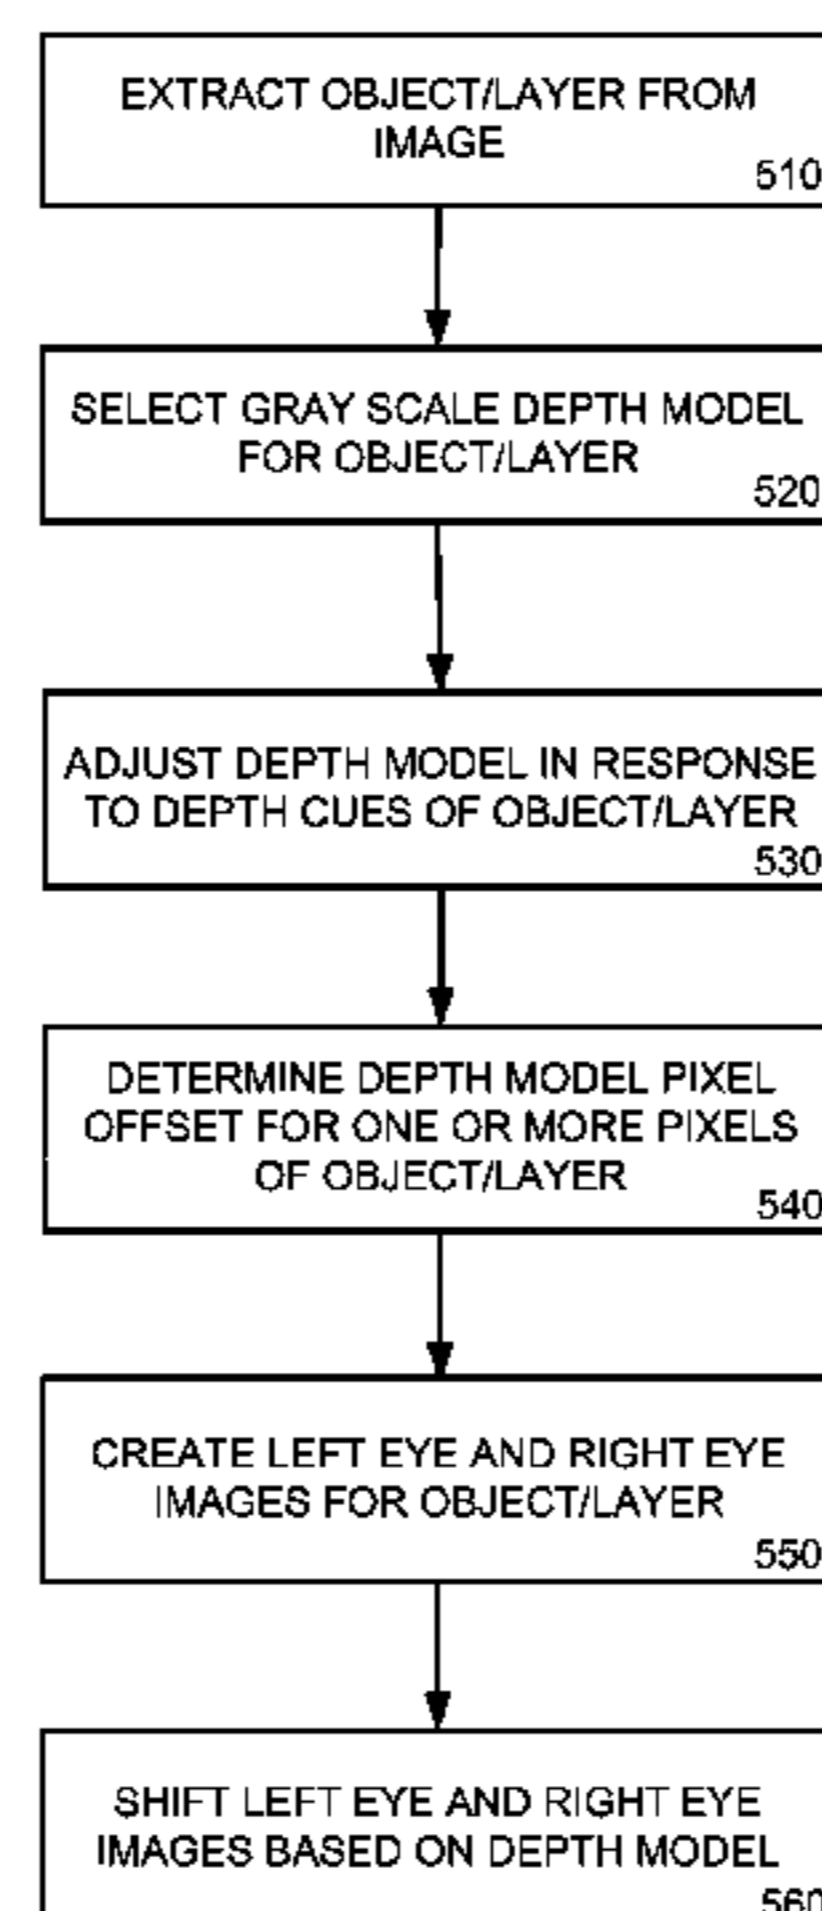 EXTRACT OBJECT/LAYER FROM
IMAGE
510
SELECT GRAY SCALE DEPTH MODEL
FOR OBJECT/LAYER
520
ADJUST DEPTH MODEL IN RESPONSE
TO DEPTH CUES OF OBJECT/LAYER
530
DETERMINE DEPTH MODEL PIXEL
OFFSET FOR ONE OR MORE PIXELS
OF OBJECT/LAYER
540
CREATE LEFT EYE AND RIGHT EYE
IMAGES FOR OBJECT/LAYER
550
SHIFT LEFT EYE AND RIGHT EYE
IMAGES BASED ON DEPTH MODEL
560